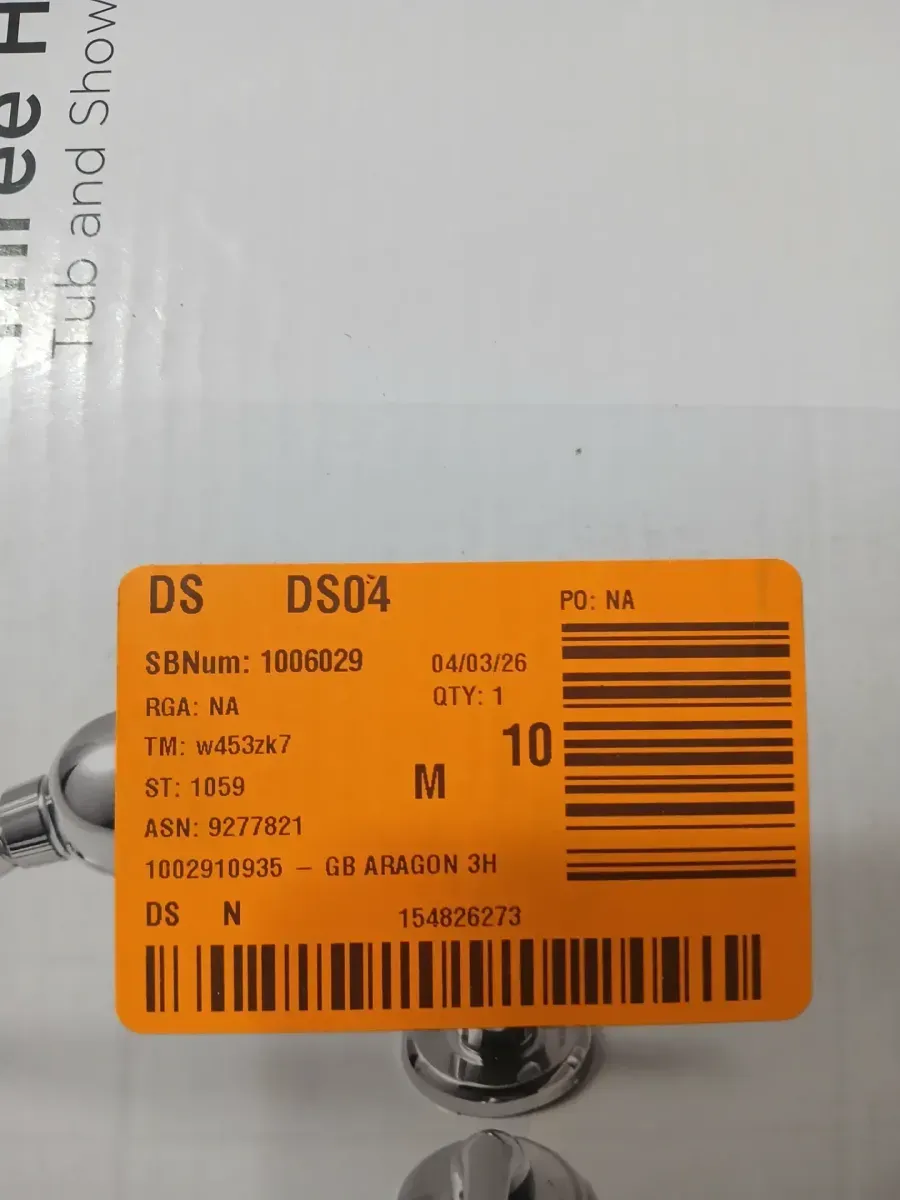 Tub and Show
DS DS04
PO: NA
SBNum: 1006029 04/03/26
RGA: NA QTY: 1
TM: w453zk7
10
ST: 1059 M
ASN: 9277821
1002910935 – GB ARAGON 3H
DS N 154826273